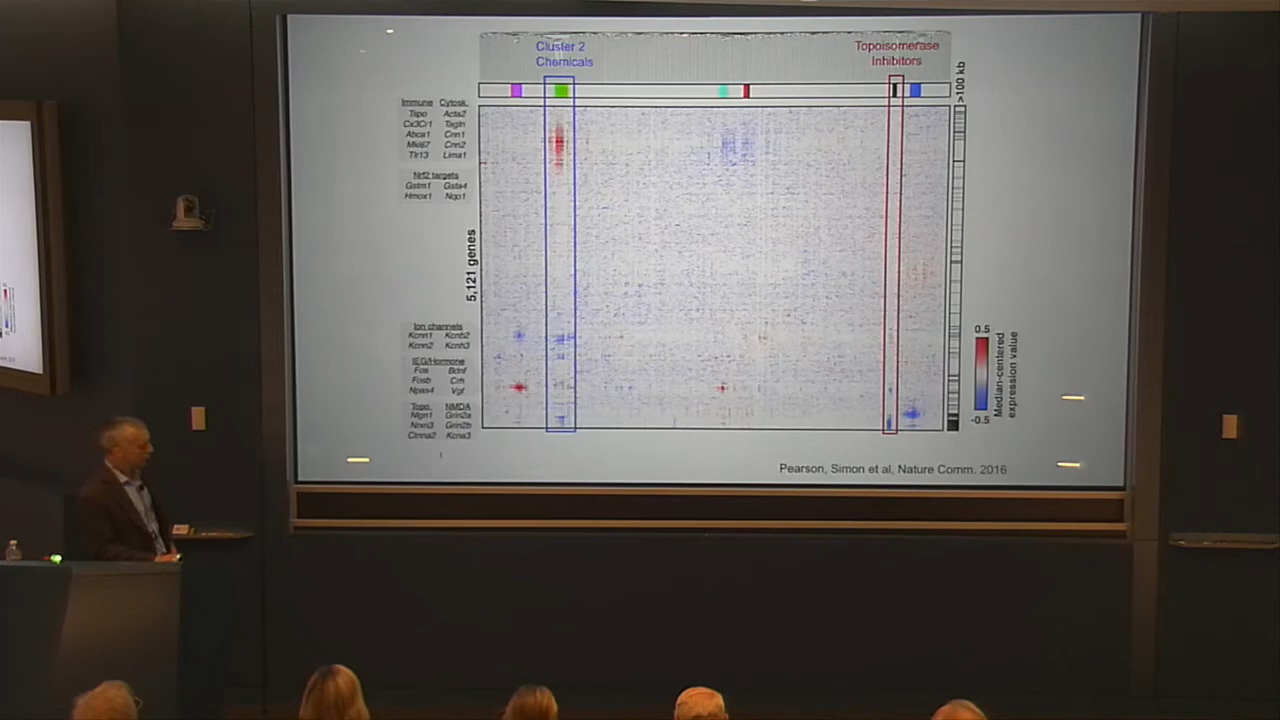 Cluster 2
Chemicals
Topoisomerase
Inhibitors
>100 kb
Immune Cytosk.
Tspo Acta2
Cx3Cr1 Tagln
Abca1 Cnn1
Mki67 Cnn2
Tlr13 Lima1
Nrf2 targets
Gstm1 Gsta4
Hmox1 Nqo1
5,121 genes
Ion channels
Kcnn1 Kcnb2
Kcnn2 Kcnh3
IEG/Hormone
Fos Bdnf
Fosb Crh
Npas4 Vgf
Topo NMDA
Nlgn1 Grin2a
Nrxn3 Grin2b
Ctnna2 Kcna3
0.5
-0.5
Median-centered
expression value
Pearson, Simon et al, Nature Comm. 2016